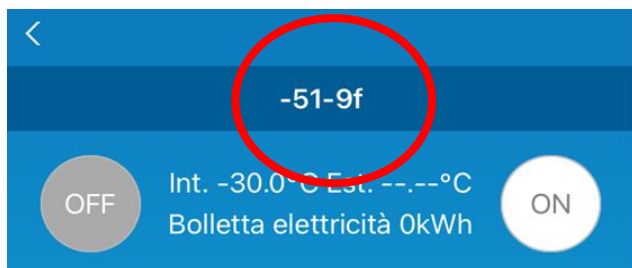 -51-9f
Int. -30.0°C Est. --.--°C
OFF
Bolletta elettricità 0kWh
ON